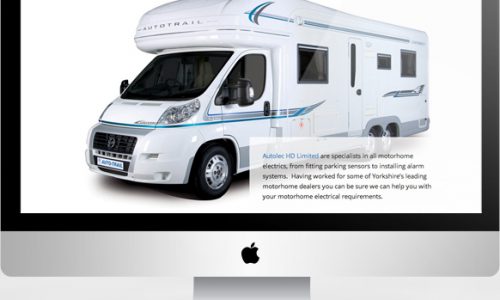 AUTOTRAIL
AUTO-TRAIL
Autolec HD Limited are specialists in all motorhome
electrics, from fitting parking sensors to installing alarm
systems. Having worked for some of Yorkshire's leading
motorhome dealers you can be sure we can help you with
your motorhome electrical requirements.